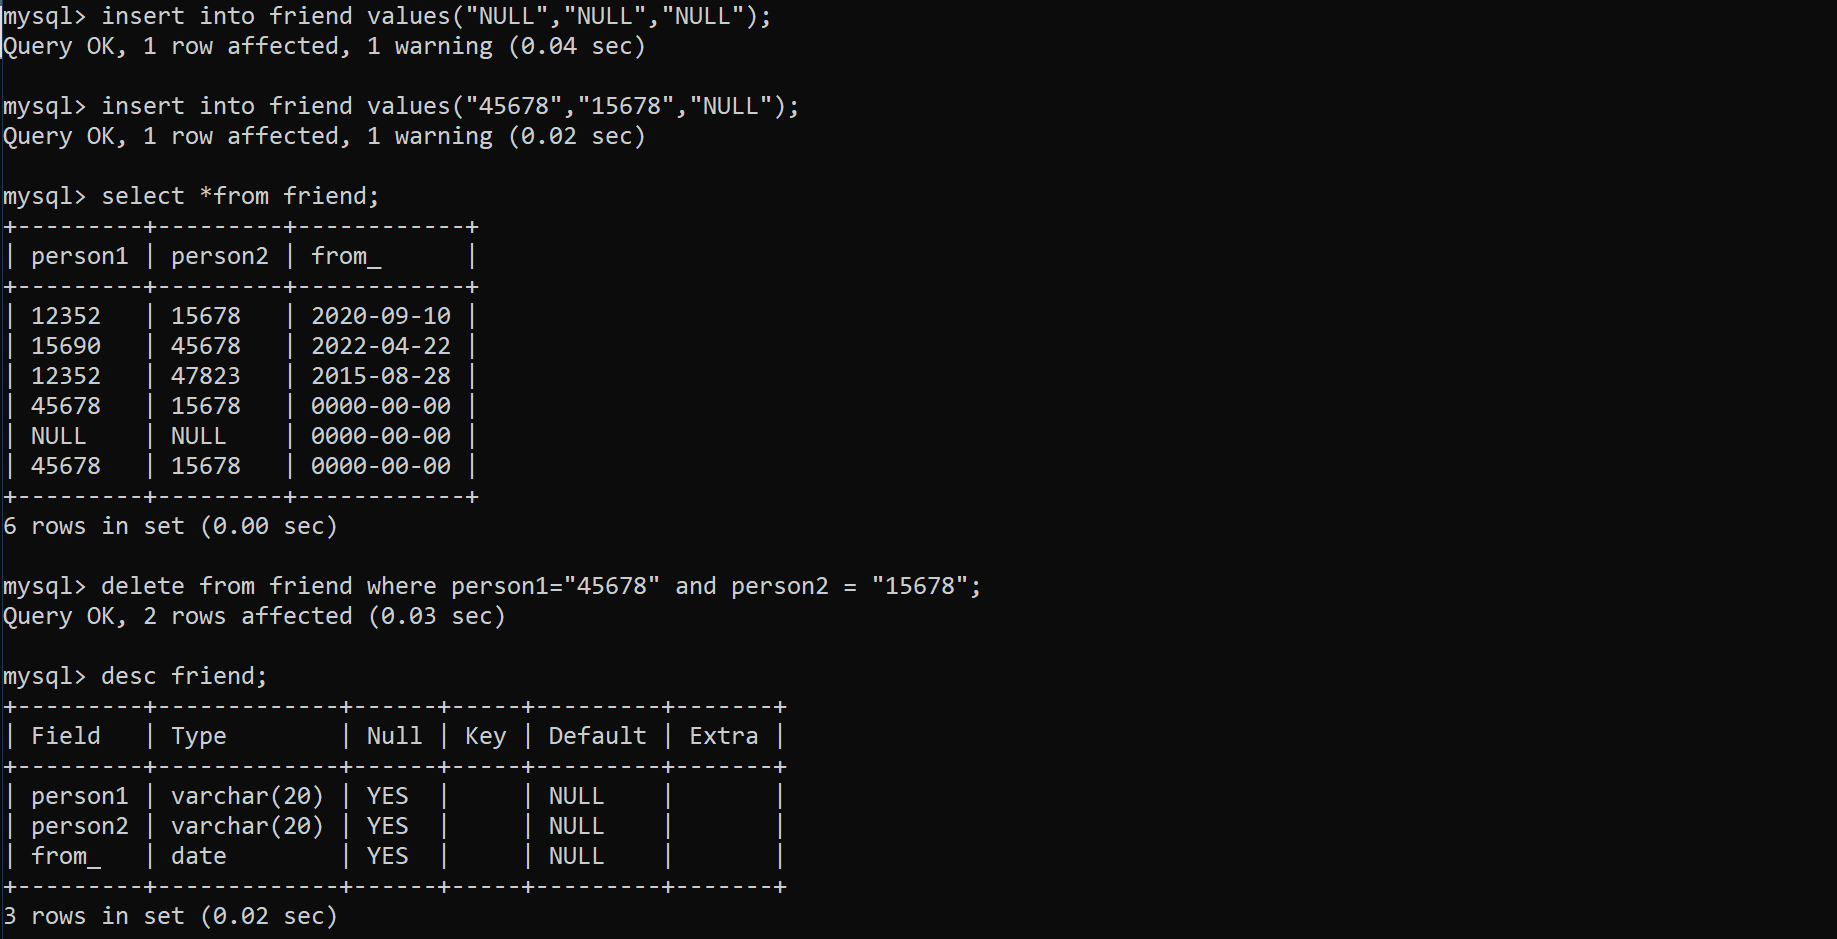 mysql> insert into friend values("NULL","NULL","NULL");
Query OK, 1 row affected, 1 warning (0.04 sec)

mysql> insert into friend values("45678","15678","NULL");
Query OK, 1 row affected, 1 warning (0.02 sec)

mysql> select *from friend;
+---------+---------+------------+
| person1 | person2 | from_      |
+---------+---------+------------+
| 12352   | 15678   | 2020-09-10 |
| 15690   | 45678   | 2022-04-22 |
| 12352   | 47823   | 2015-08-28 |
| 45678   | 15678   | 0000-00-00 |
| NULL    | NULL    | 0000-00-00 |
| 45678   | 15678   | 0000-00-00 |
+---------+---------+------------+
6 rows in set (0.00 sec)

mysql> delete from friend where person1="45678" and person2 = "15678";
Query OK, 2 rows affected (0.03 sec)

mysql> desc friend;
+---------+-------------+------+-----+---------+-------+
| Field   | Type        | Null | Key | Default | Extra |
+---------+-------------+------+-----+---------+-------+
| person1 | varchar(20) | YES  |     | NULL    |       |
| person2 | varchar(20) | YES  |     | NULL    |       |
| from_   | date        | YES  |     | NULL    |       |
+---------+-------------+------+-----+---------+-------+
3 rows in set (0.02 sec)